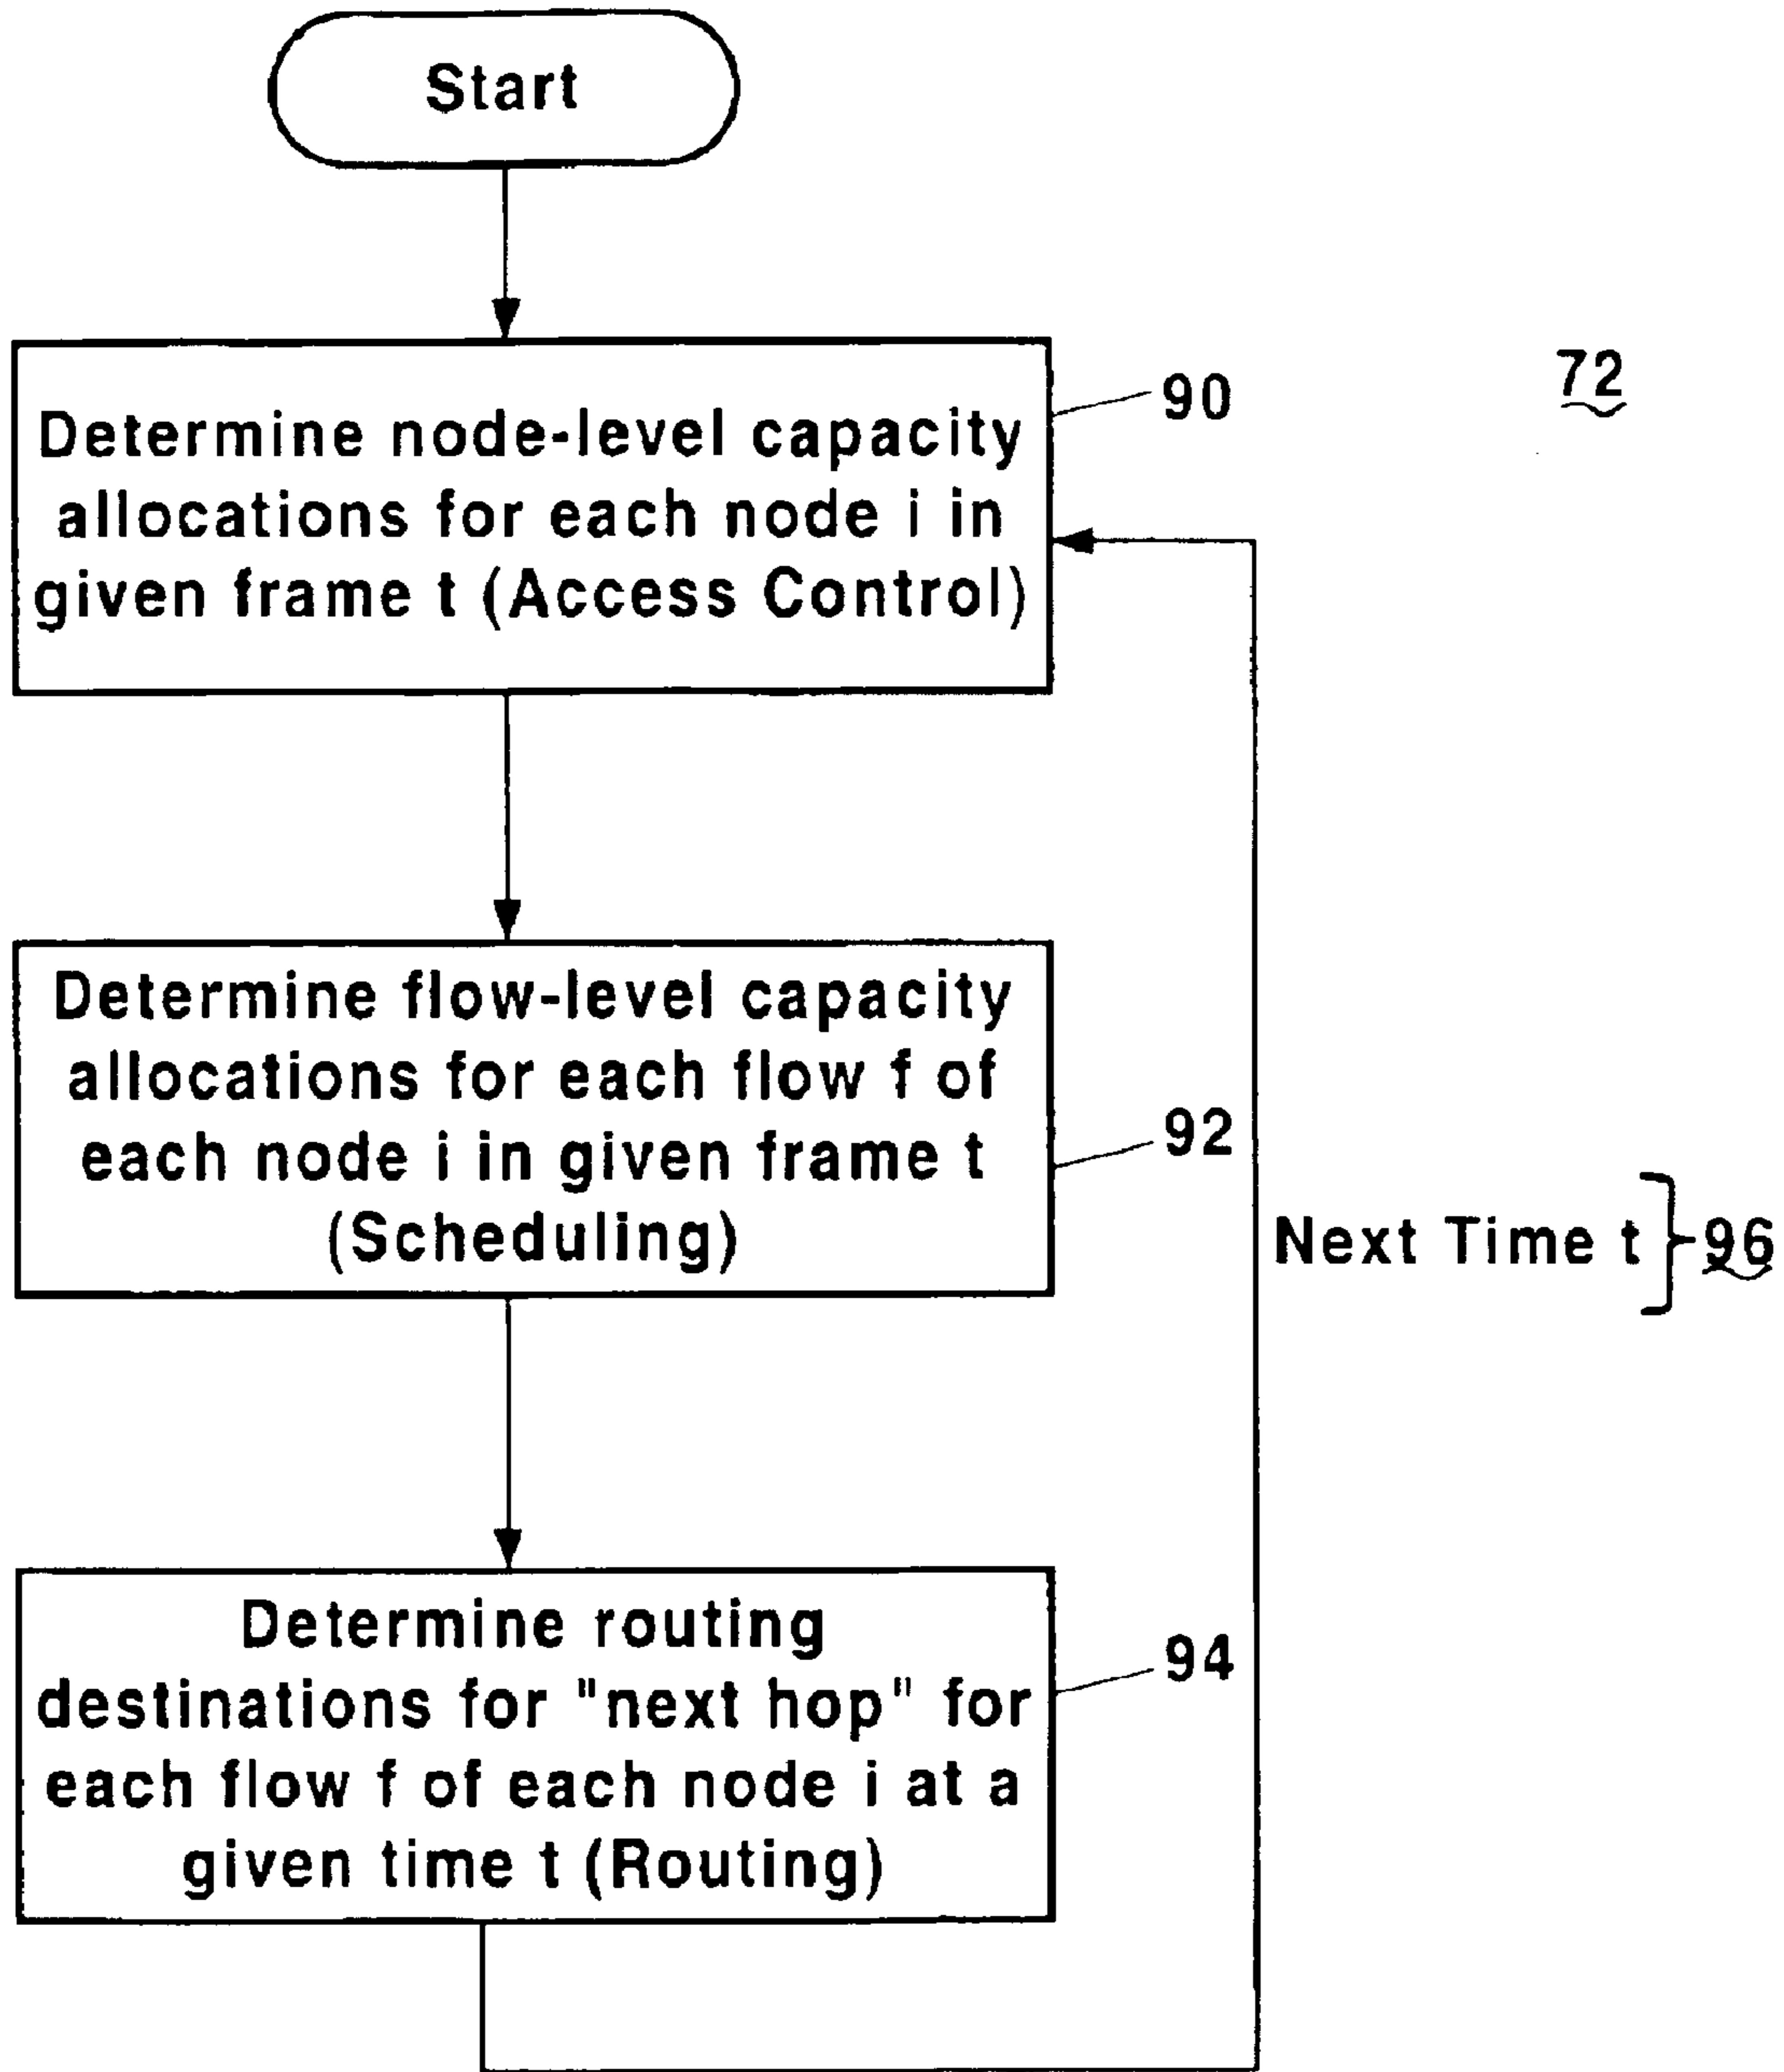 Start
90
72
Determine node-level capacity
allocations for each node i in
given frame t (Access Control)
Determine flow-level capacity
allocations for each flow f of
each node i in given frame t
(Scheduling)
92
Next Time t
96
Determine routing
destinations for "next hop" for
each flow f of each node i at a
given time t (Routing)
94